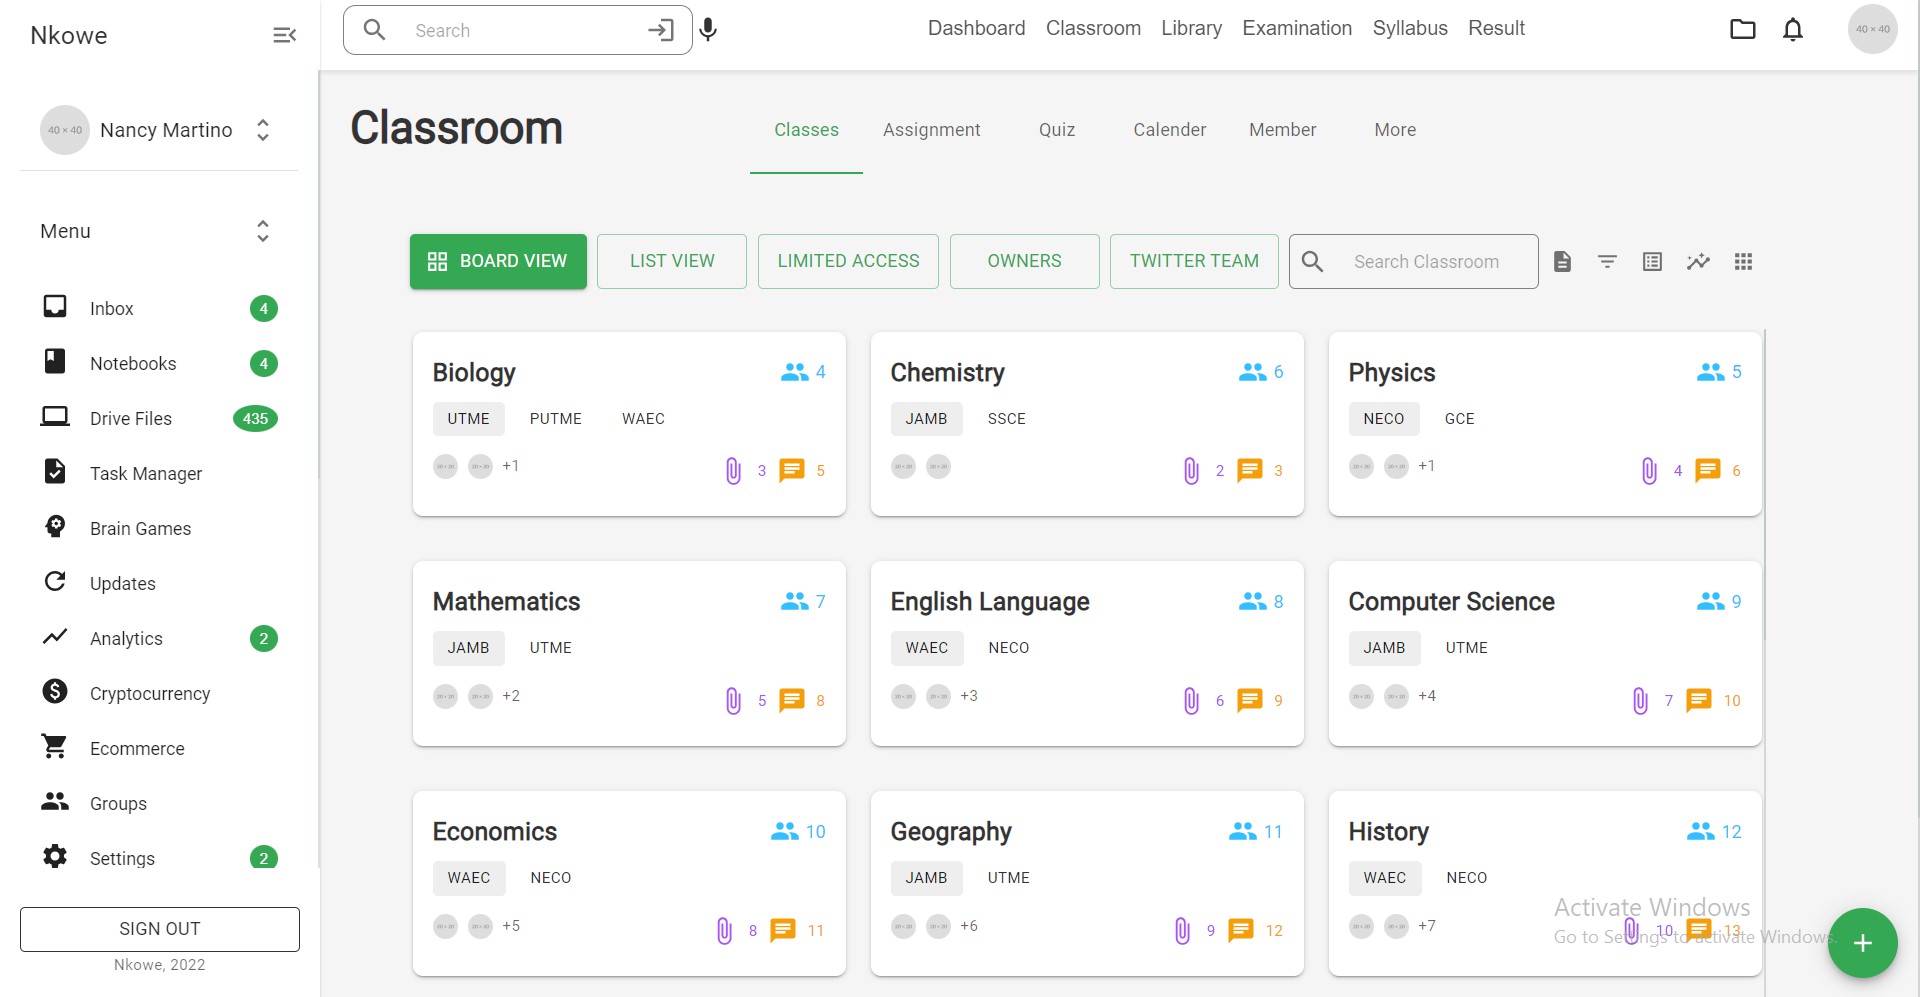 Nkowe
Search
Dashboard Classroom Library Examination Syllabus Result
40 × 40
40 × 40 Nancy Martino
Menu
Inbox 4
Notebooks 4
Drive Files 435
Task Manager
Brain Games
Updates
Analytics 2
Cryptocurrency
Ecommerce
Groups
Settings 2
SIGN OUT
Nkowe, 2022
Classroom
Classes Assignment Quiz Calender Member More
BOARD VIEW LIST VIEW LIMITED ACCESS OWNERS TWITTER TEAM Search Classroom
Biology 4
UTME PUTME WAEC
+1 3 5
Chemistry 6
JAMB SSCE
2 3
Physics 5
NECO GCE
+1 4 6
Mathematics 7
JAMB UTME
+2 5 8
English Language 8
WAEC NECO
+3 6 9
Computer Science 9
JAMB UTME
+4 7 10
Economics 10
WAEC NECO
+5 8 11
Geography 11
JAMB UTME
+6 9 12
History 12
WAEC NECO
+7 10 13
Activate Windows
Go to Settings to activate Windows.